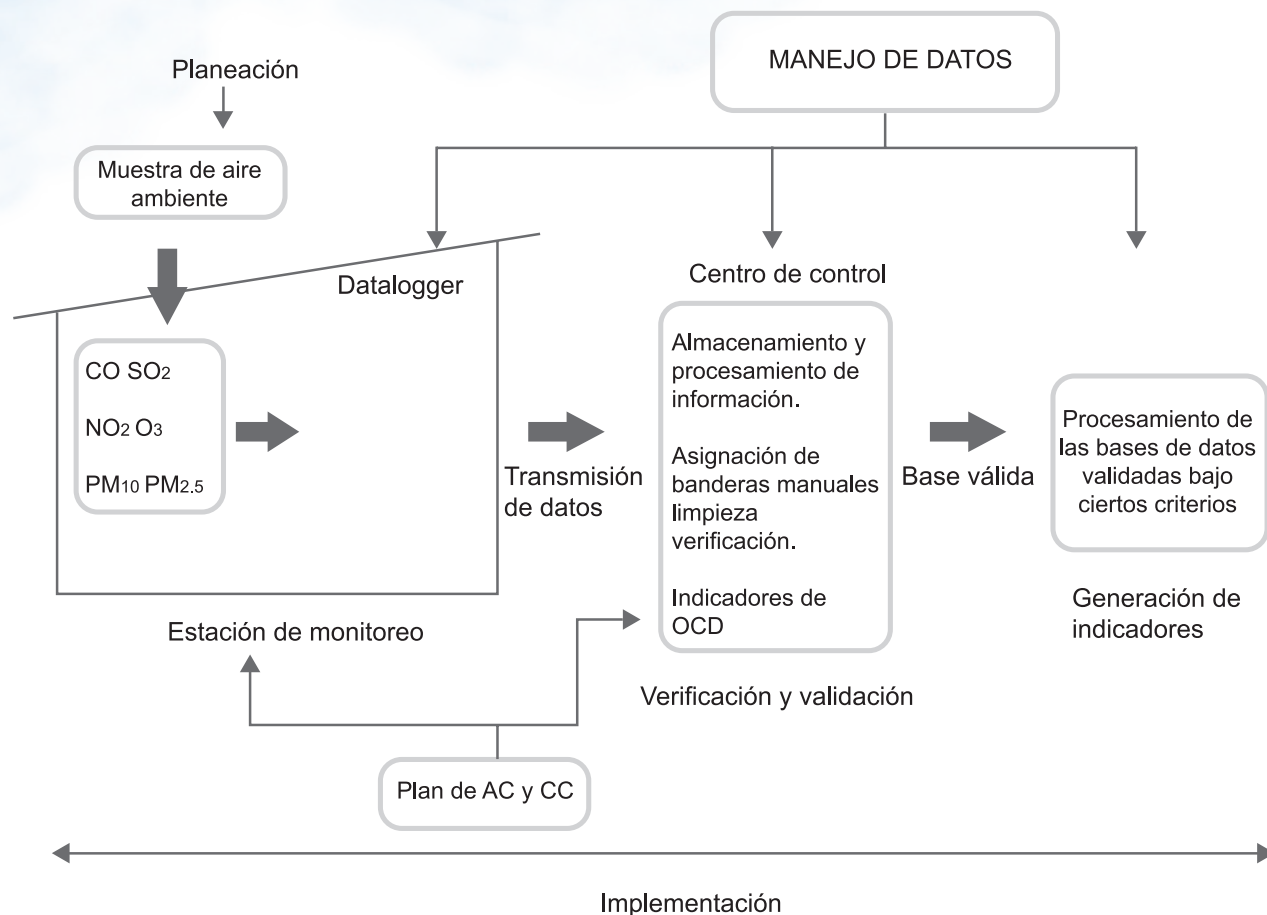 MANEJO DE DATOS
Planeación
Muestra de aire
ambiente
Datalogger
CO SO2
NO2 O3
PM10 PM2.5
Estación de monitoreo
Transmisión
de datos
Centro de control
Almacenamiento y
procesamiento de
información.
Asignación de
banderas manuales
limpieza
verificación.
Indicadores de
OCD
Verificación y validación
Base válida
Procesamiento de
las bases de datos
validadas bajo
ciertos criterios
Generación de
indicadores
Plan de AC y CC
Implementación